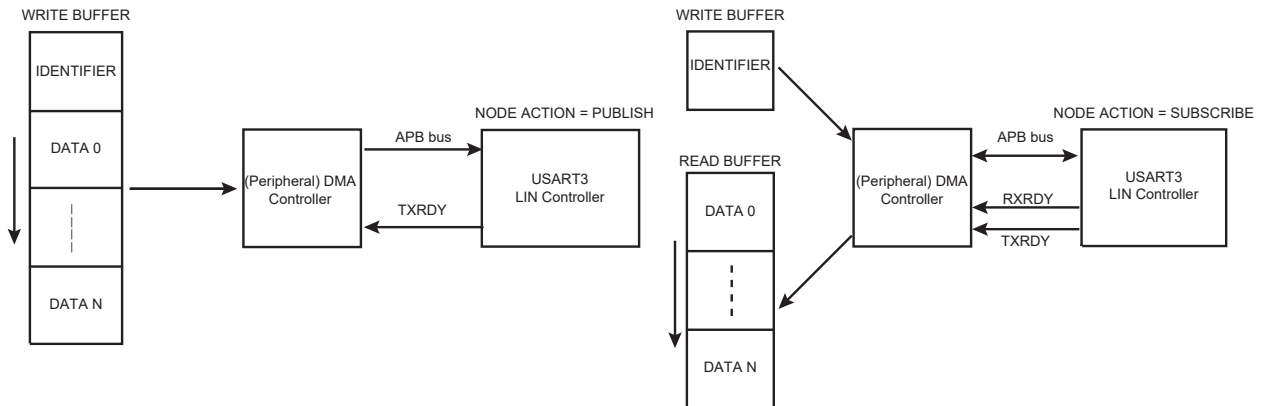 WRITE BUFFER
IDENTIFIER
DATA 0
DATA N
(Peripheral) DMA
Controller
APB bus
TXRDY
NODE ACTION = PUBLISH
USART3
LIN Controller
WRITE BUFFER
IDENTIFIER
READ BUFFER
DATA 0
DATA N
(Peripheral) DMA
Controller
APB bus
RXRDY
TXRDY
NODE ACTION = SUBSCRIBE
USART3
LIN Controller